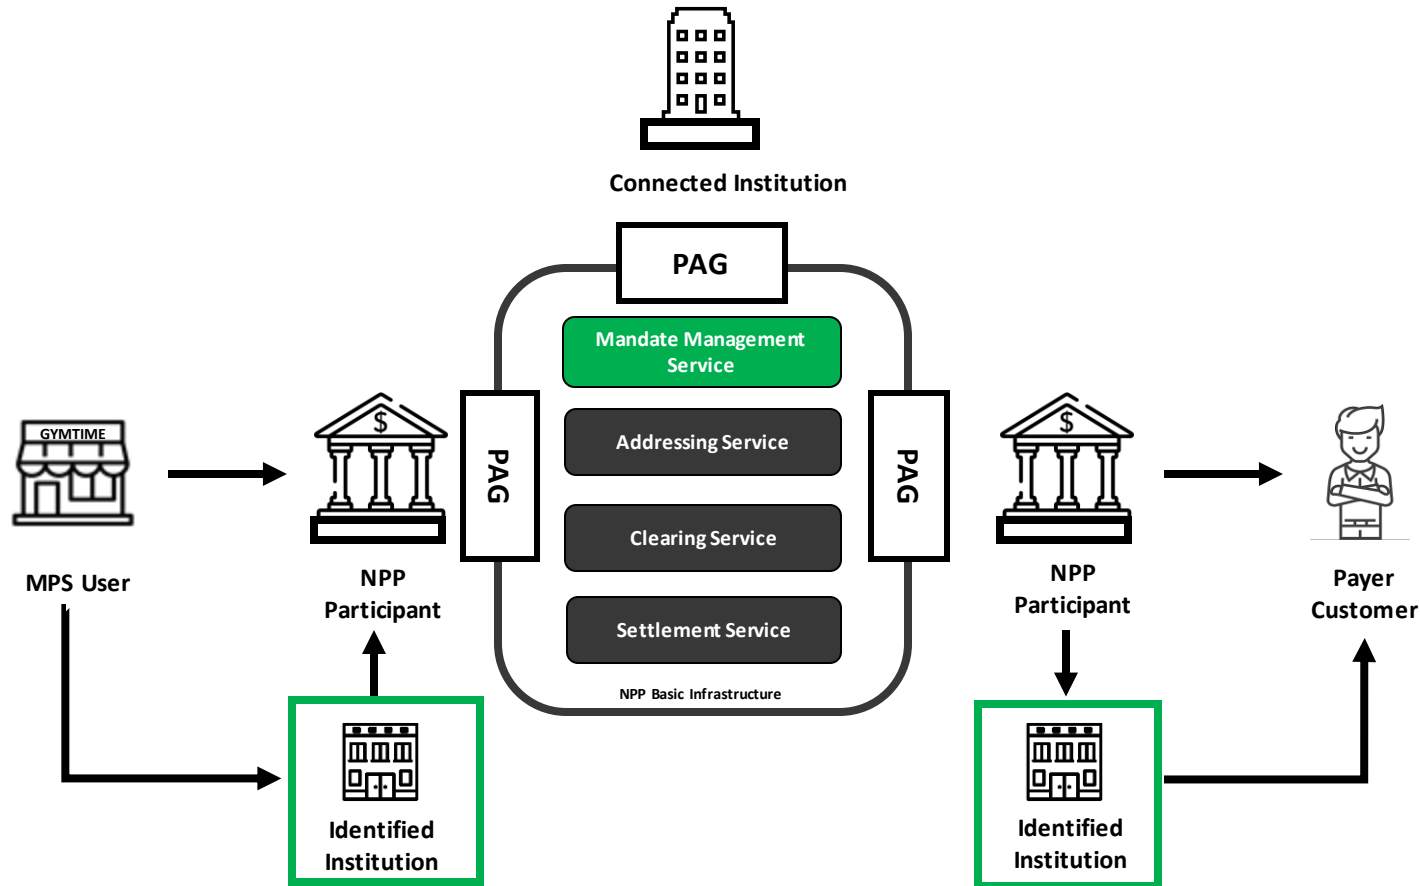 Connected Institution
PAG
Mandate Management
Service
GYMTIME
$
PAG
Addressing Service
PAG
$
Clearing Service
MPS User
NPP
Participant
NPP
Participant
Payer
Customer
Settlement Service
NPP Basic Infrastructure
Identified
Institution
Identified
Institution